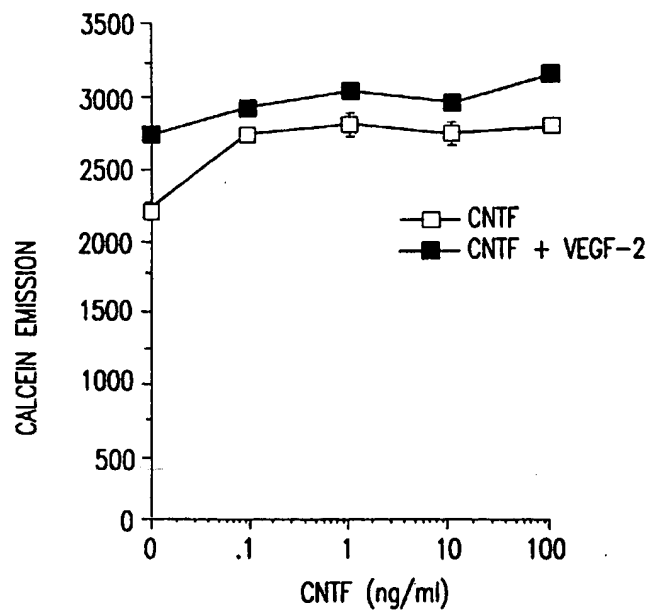 3500
3000
2500
2000
1500
1000
500
0
CALCEIN EMISSION
CNTF
CNTF + VEGF-2
0 .1 1 10 100
CNTF (ng/ml)